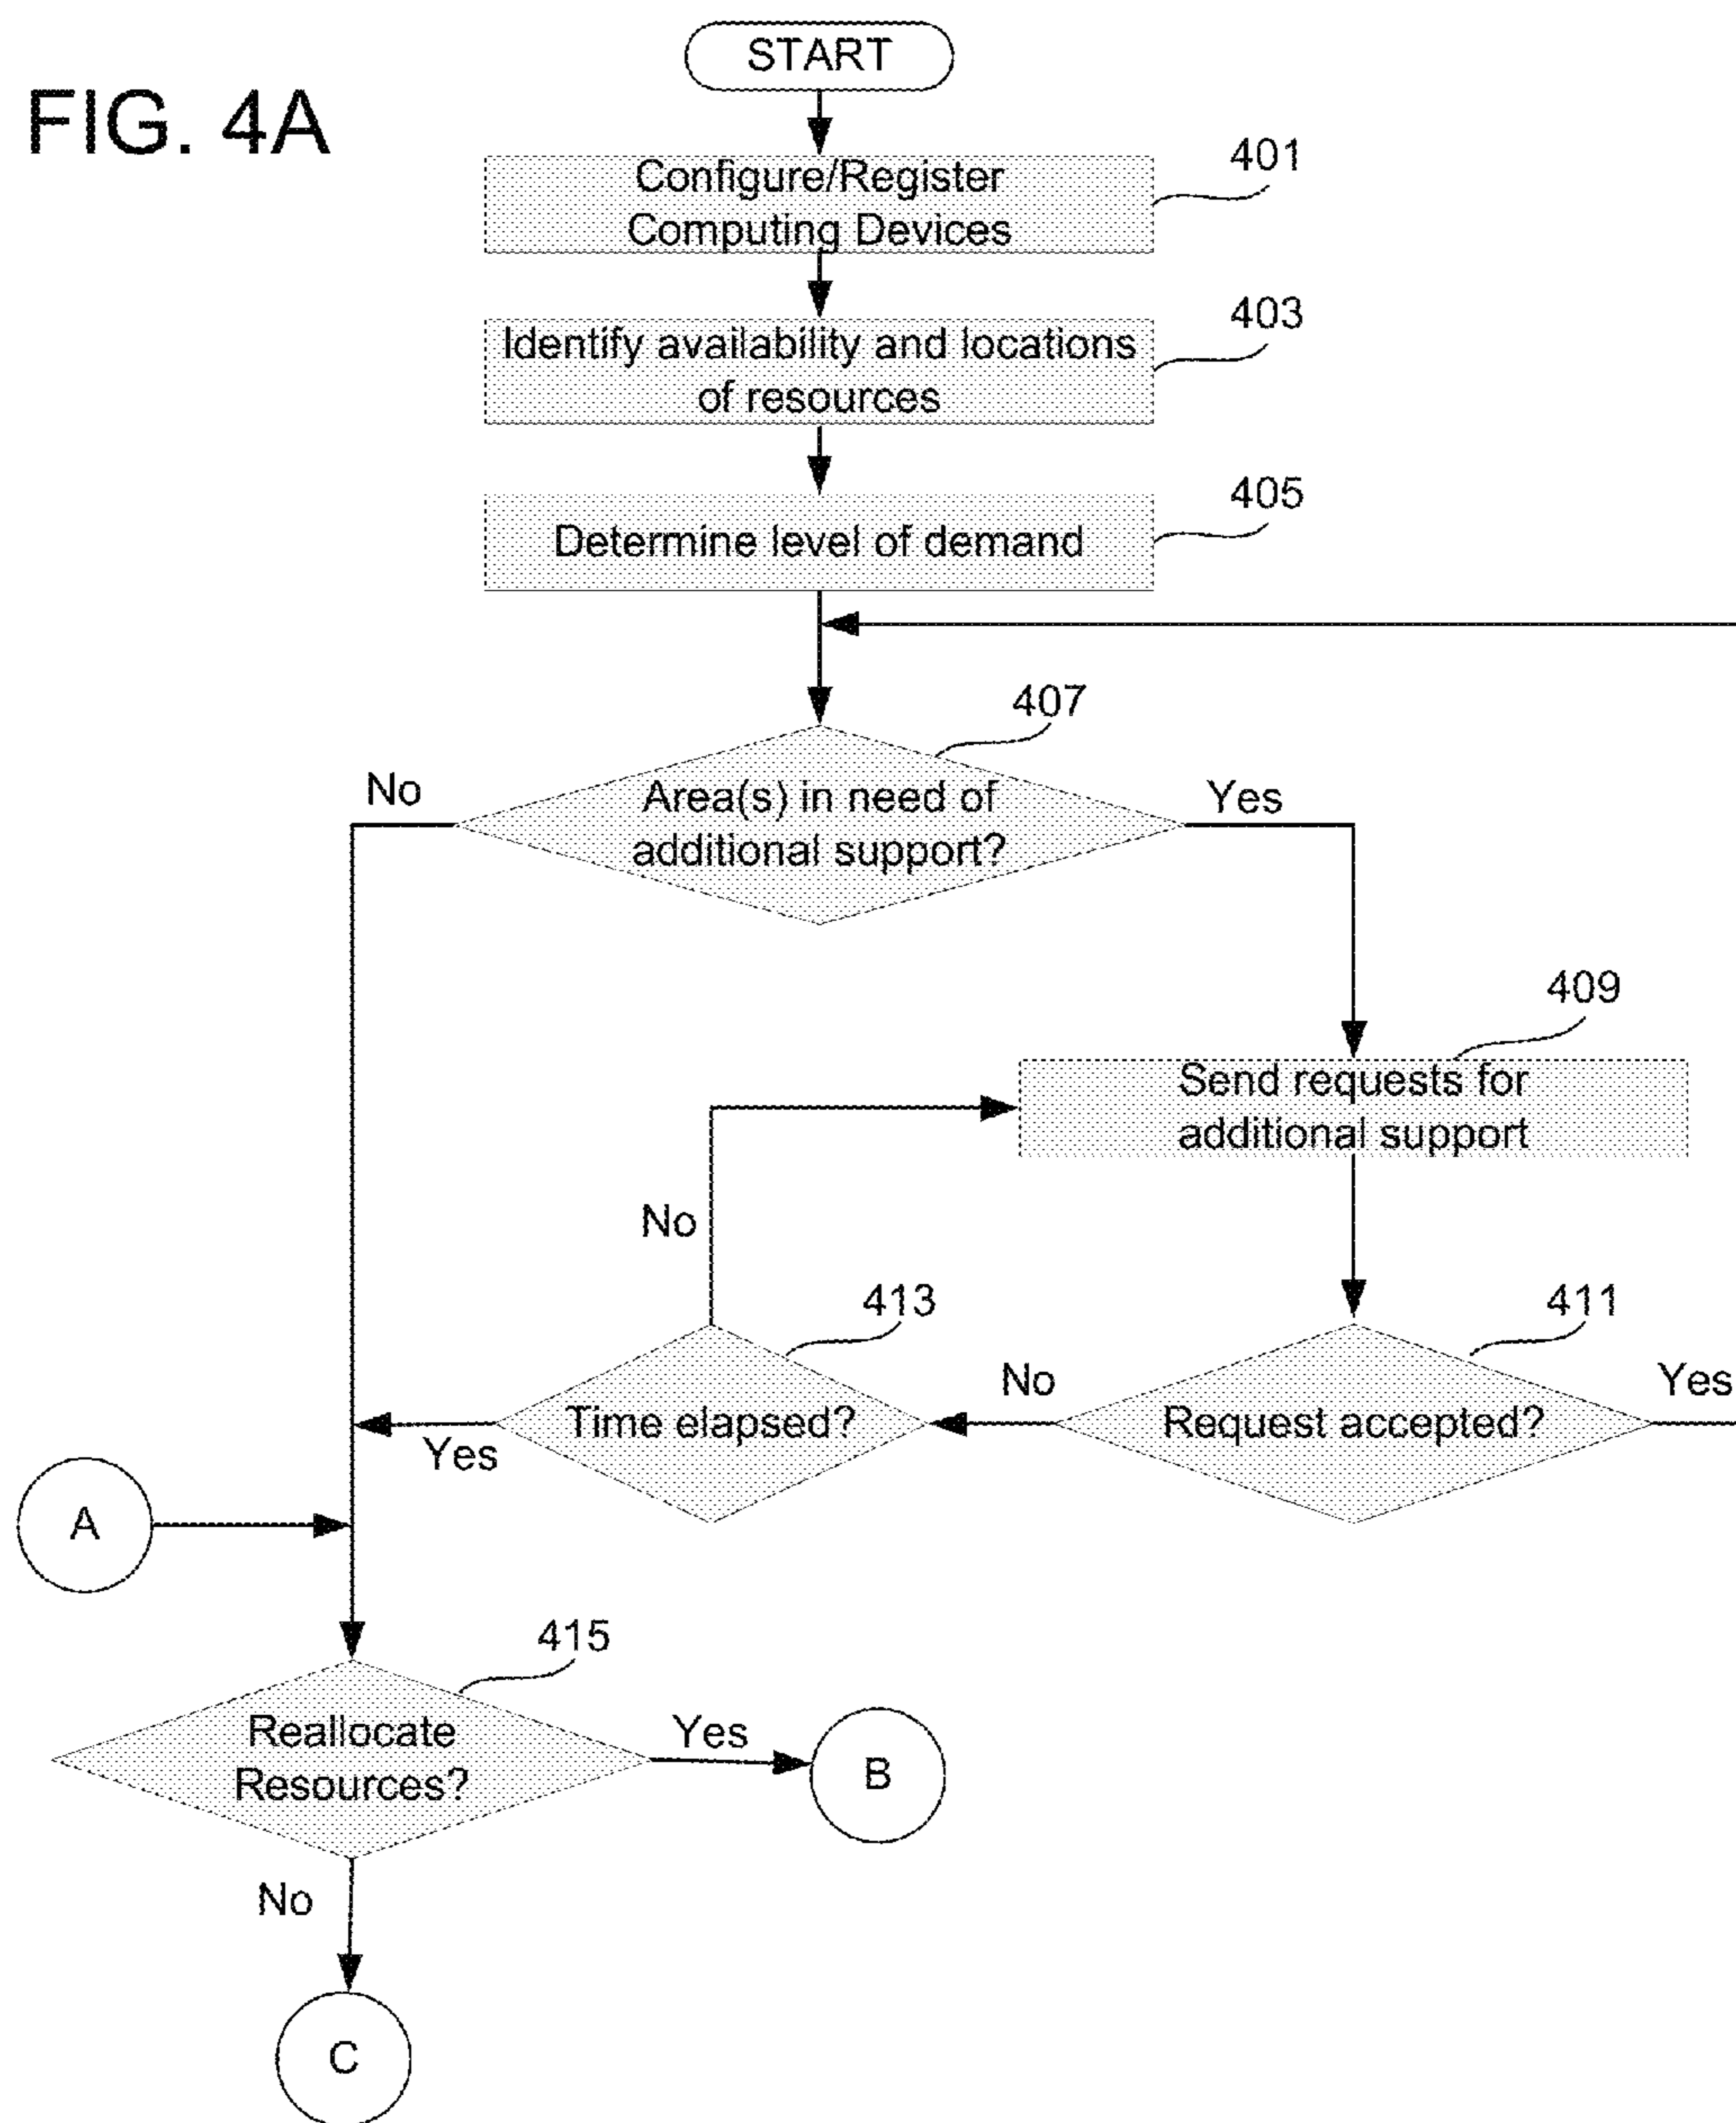 START
FIG. 4A
Configure/Register
Computing Devices
401
Identify availability and locations
of resources
403
Determine level of demand
405
407
Area(s) in need of
additional support?
No
Yes
409
Send requests for
additional support
No
413
411
Time elapsed?
No
Request accepted?
Yes
Yes
A
415
Reallocate
Resources?
Yes
B
No
C